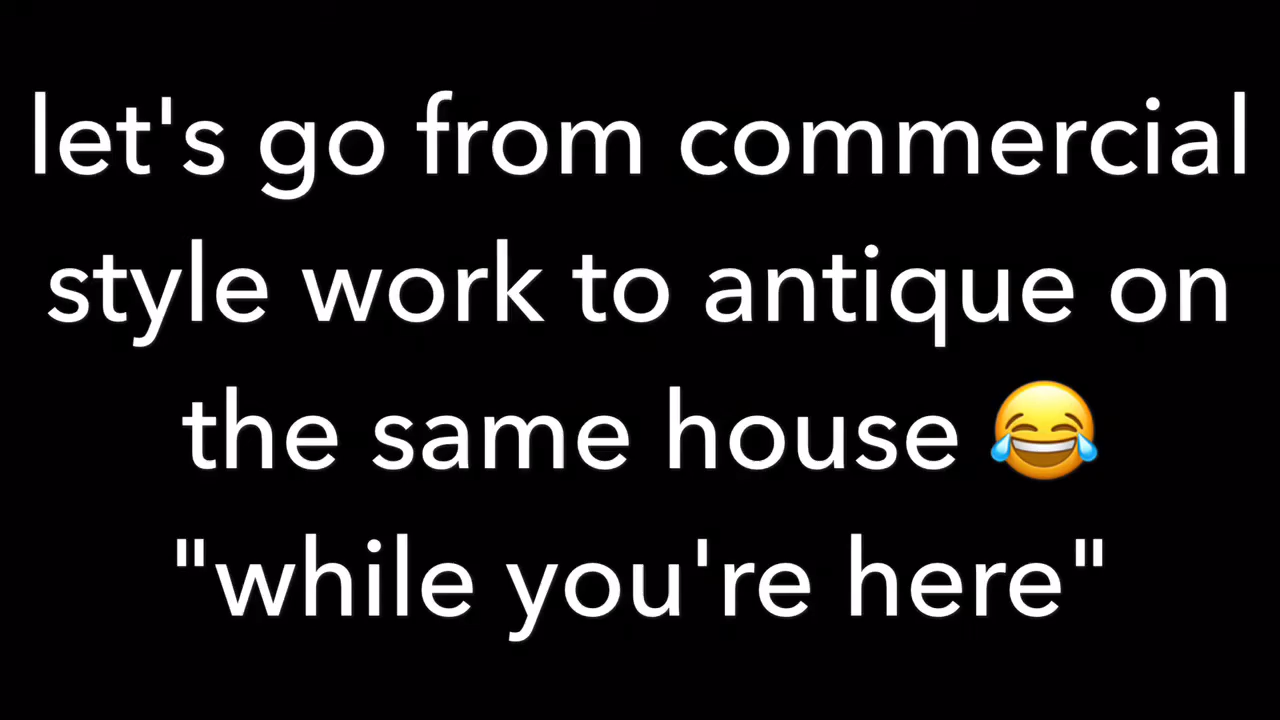 let's go from commercial
style work to antique on
the same house 😂
"while you're here"